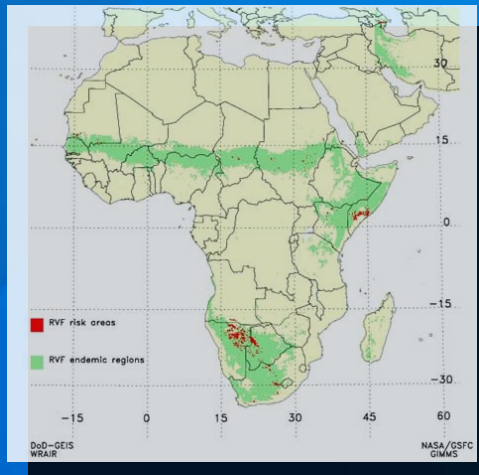 30
15
0
RVF risk areas
−15
RVF endemic regions
−30
−15
0
15
30
45
60
DoD−GEIS
WRAIR
NASA/GSFC
GIMMS